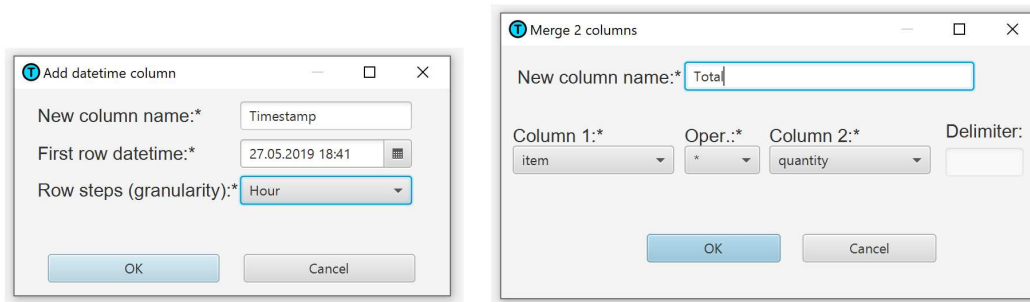 Add datetime column
New column name:* Timestamp
First row datetime:* 27.05.2019 18:41
Row steps (granularity):* Hour
OK Cancel
Merge 2 columns
New column name:* Total
Column 1:* Oper.:* Column 2:* Delimiter:
item * quantity
OK Cancel